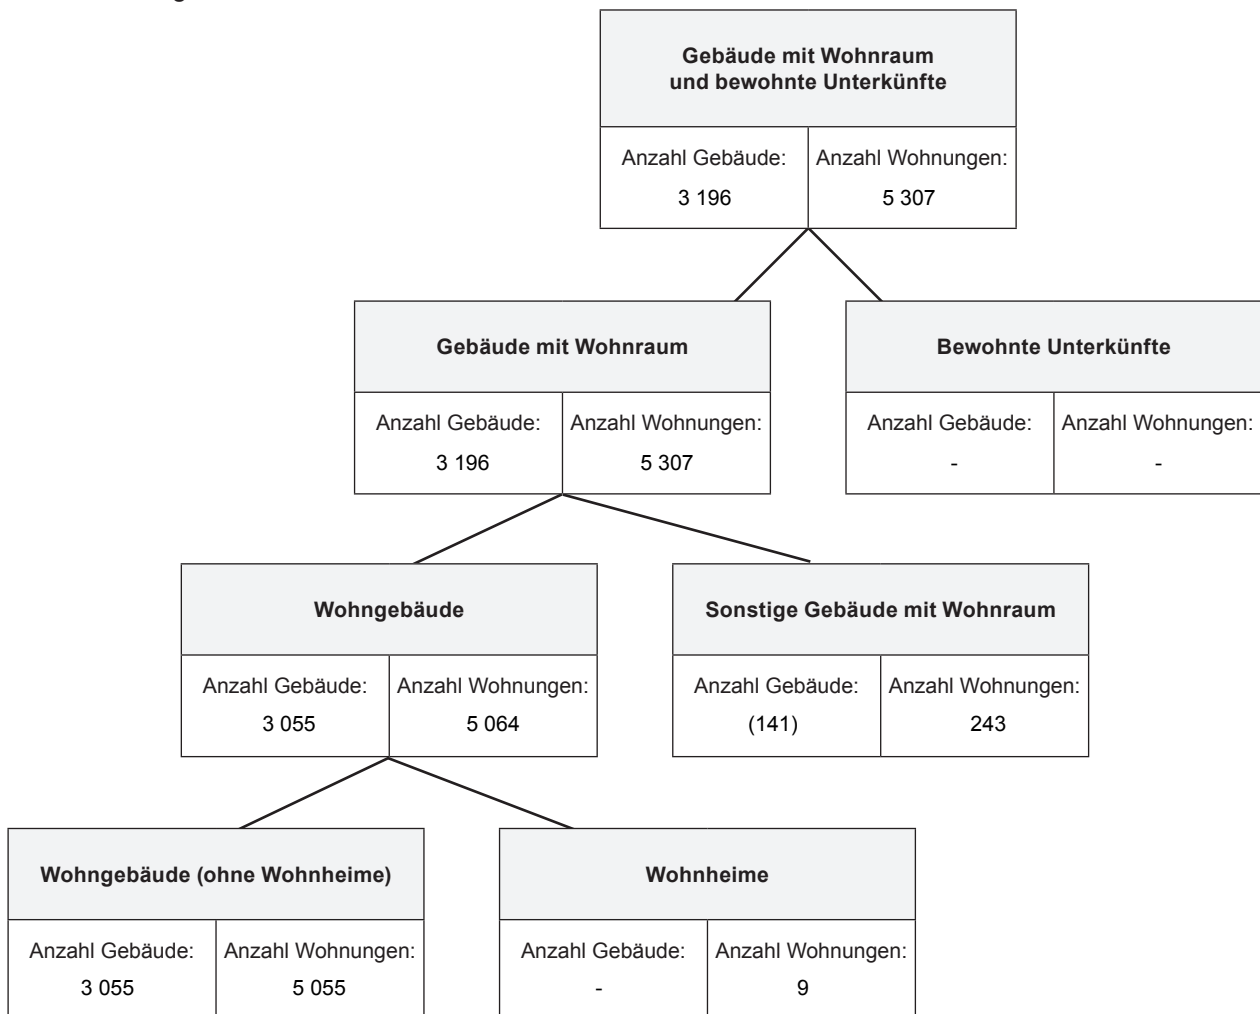 Gebäude mit Wohnraum
und bewohnte Unterkünfte
Anzahl Gebäude: Anzahl Wohnungen:
3 196 5 307
Gebäude mit Wohnraum
Anzahl Gebäude: Anzahl Wohnungen:
3 196 5 307
Bewohnte Unterkünfte
Anzahl Gebäude: Anzahl Wohnungen:
- -
Wohngebäude
Anzahl Gebäude: Anzahl Wohnungen:
3 055 5 064
Sonstige Gebäude mit Wohnraum
Anzahl Gebäude: Anzahl Wohnungen:
(141) 243
Wohngebäude (ohne Wohnheime)
Anzahl Gebäude: Anzahl Wohnungen:
3 055 5 055
Wohnheime
Anzahl Gebäude: Anzahl Wohnungen:
- 9